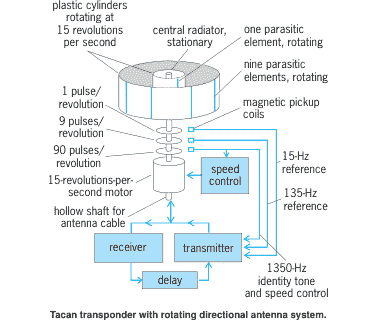 plastic cylinders
rotating at
15 revolutions
per second
central radiator,
stationary
one parasitic
element, rotating
nine parasitic
elements, rotating
1 pulse/
revolution
9 pulses/
revolution
90 pulses/
revolution
magnetic pickup
coils
15-revolutions-per-
second motor
speed
control
15-Hz
reference
135-Hz
reference
hollow shaft for
antenna cable
receiver
transmitter
delay
1350-Hz
identity tone
and speed control
Tacan transponder with rotating directional antenna system.